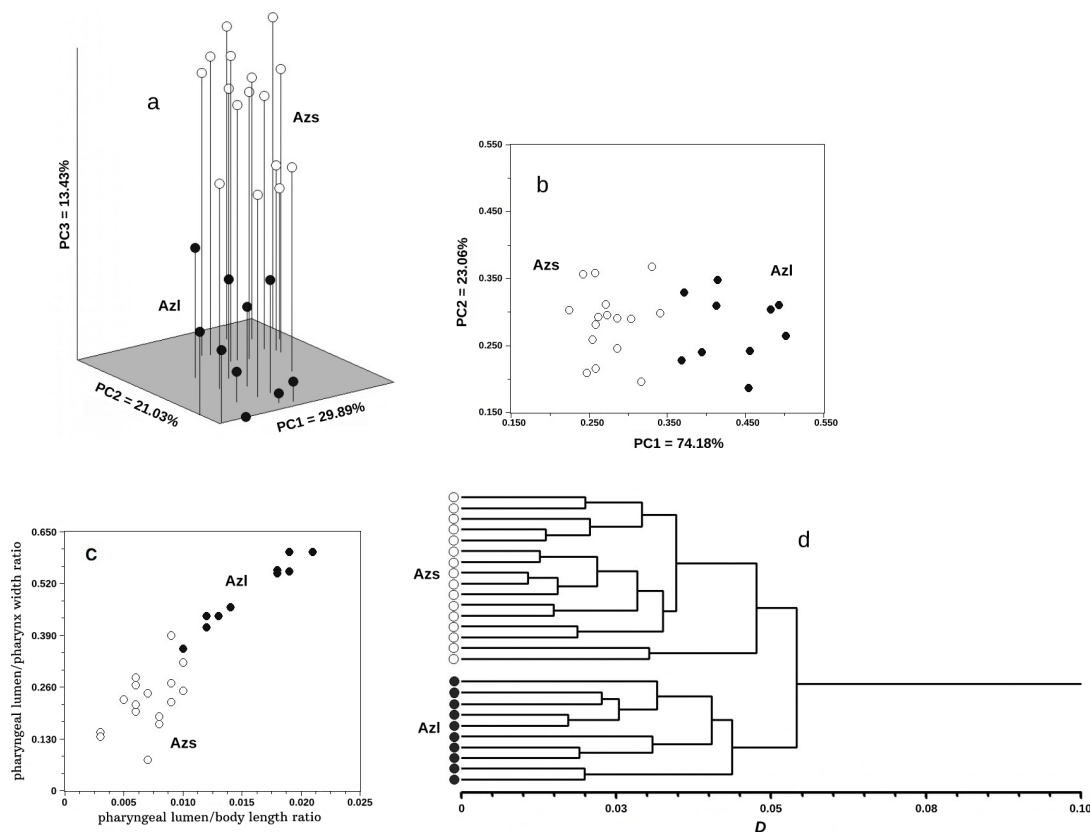 a
Azs
PC3 = 13.43%
Azl
PC2 = 21.03%
PC1 = 29.89%
b
0.550
0.450
0.350
0.250
0.150
Azs
Azl
PC2 = 23.06%
0.150
0.250
0.350
0.450
0.550
PC1 = 74.18%
c
0.650
0.520
0.390
0.260
0.130
0
Azl
Azs
pharyngeal lumen/pharynx width ratio
0
0.005
0.010
0.015
0.020
0.025
pharyngeal lumen/body length ratio
d
Azs
Azl
0
0.03
0.05
0.08
0.10
D